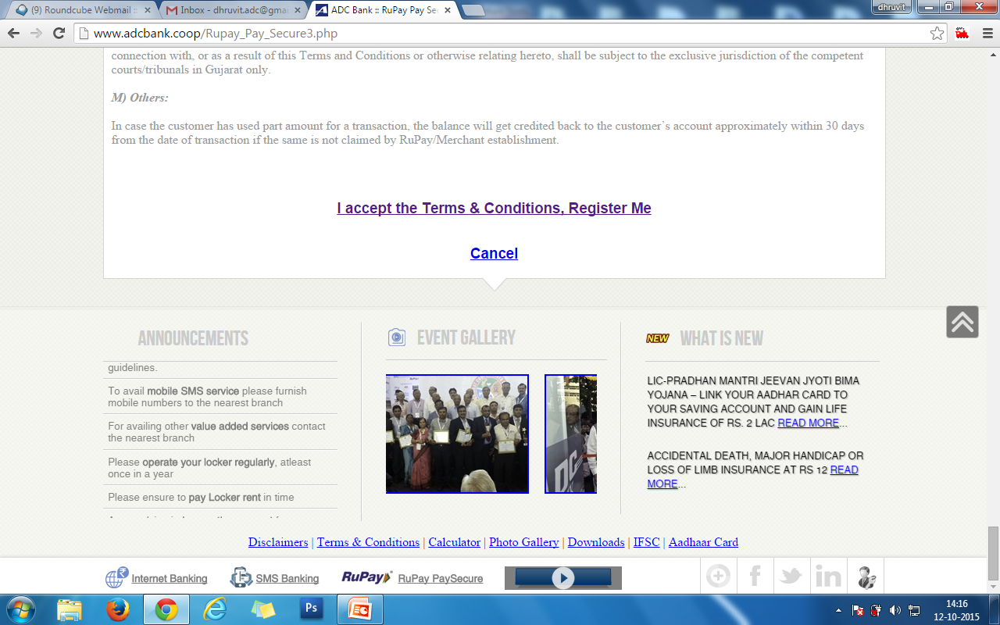 (9) Roundcube Webmail ::
Inbox - dhruvit.adc@gmai
ADC Bank :: RuPay Pay Se
dhruvit
www.adcbank.coop/Rupay_Pay_Secure3.php
connection with, or as a result of this Terms and Conditions or otherwise relating hereto, shall be subject to the exclusive jurisdiction of the competent
courts/tribunals in Gujarat only.
M) Others:
In case the customer has used part amount for a transaction, the balance will get credited back to the customer`s account approximately within 30 days
from the date of transaction if the same is not claimed by RuPay/Merchant establishment.
I accept the Terms & Conditions, Register Me
Cancel
ANNOUNCEMENTS
guidelines.
To avail mobile SMS service please furnish
mobile numbers to the nearest branch
For availing other value added services contact
the nearest branch
Please operate your locker regularly, atleast
once in a year
Please ensure to pay Locker rent in time
EVENT GALLERY
NEW WHAT IS NEW
LIC-PRADHAN MANTRI JEEVAN JYOTI BIMA
YOJANA – LINK YOUR AADHAR CARD TO
YOUR SAVING ACCOUNT AND GAIN LIFE
INSURANCE OF RS. 2 LAC READ MORE...
ACCIDENTAL DEATH, MAJOR HANDICAP OR
LOSS OF LIMB INSURANCE AT RS 12 READ
MORE...
Disclaimers | Terms & Conditions | Calculator | Photo Gallery | Downloads | IFSC | Aadhaar Card
Internet Banking SMS Banking RuPay RuPay PaySecure
Ps
14:16
12-10-2015